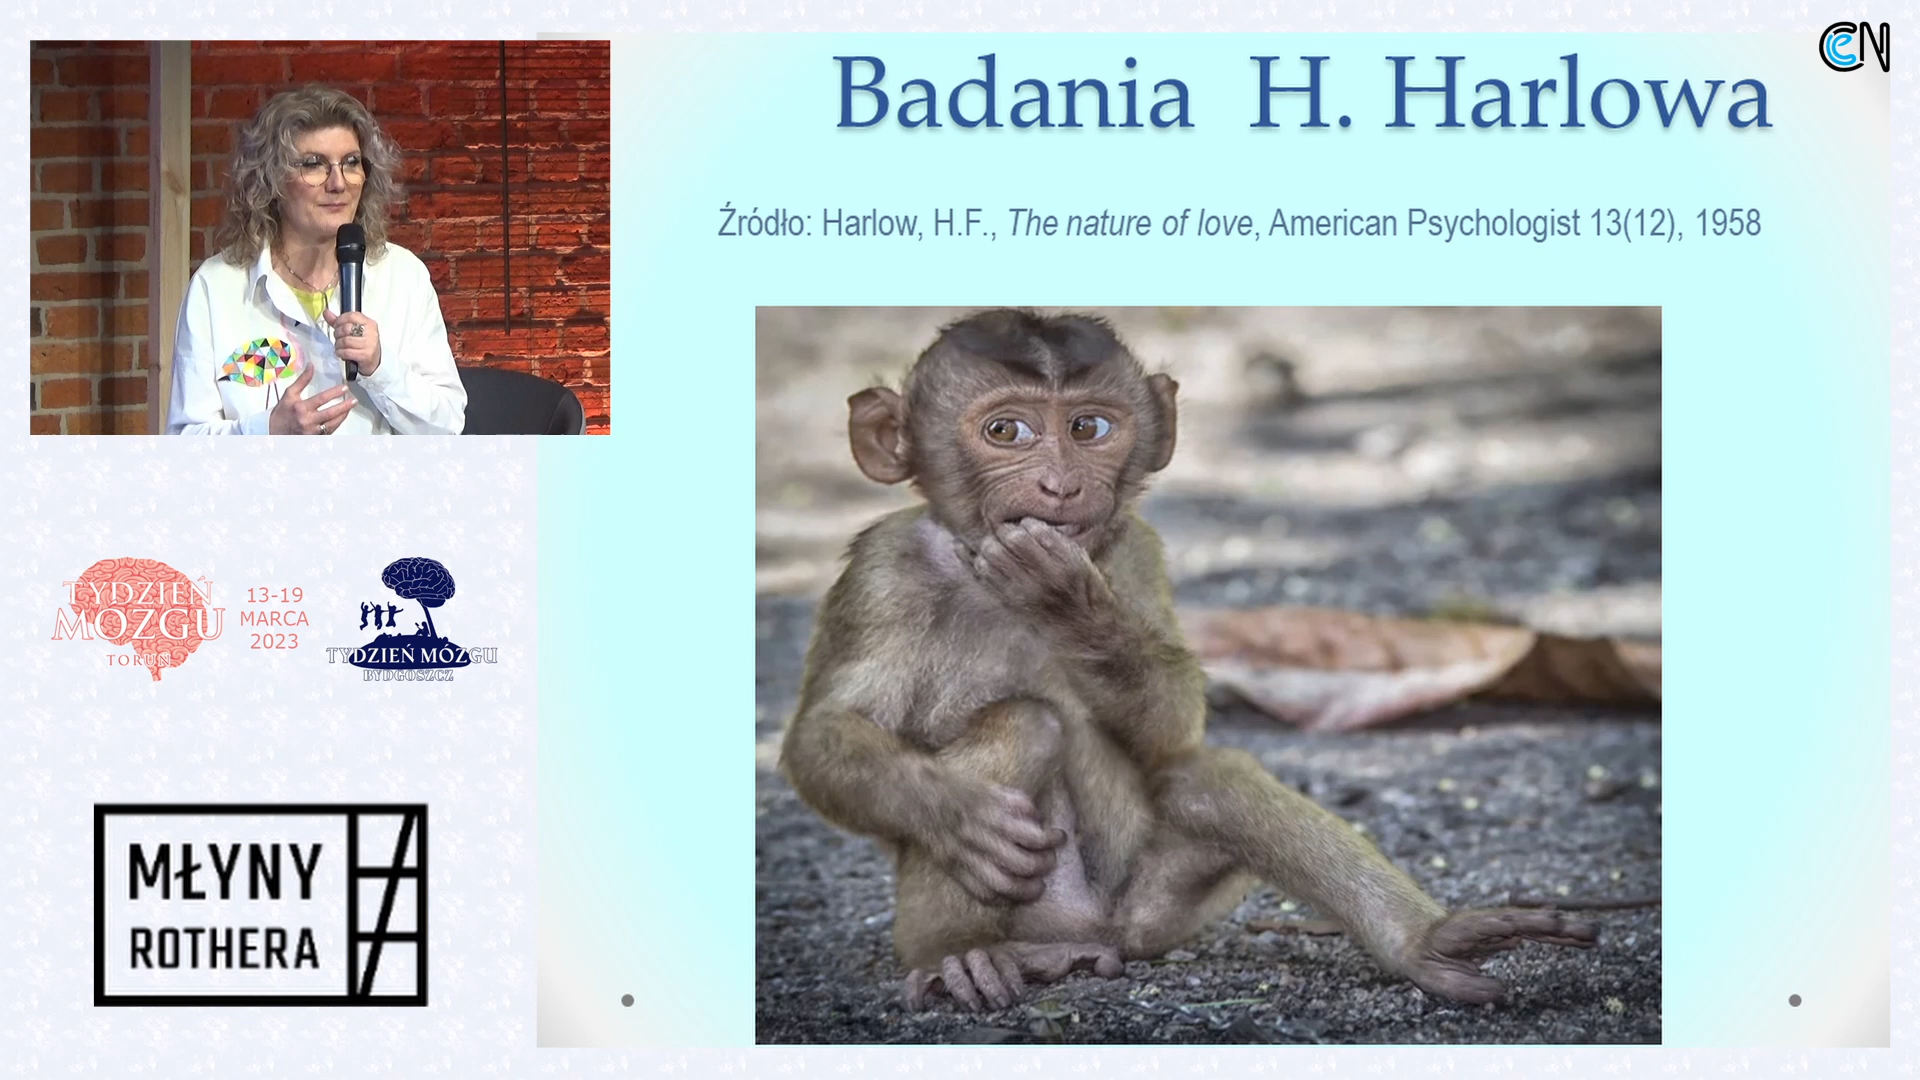 CeN
Badania H. Harlowa
Źródło: Harlow, H.F., The nature of love, American Psychologist 13(12), 1958
TYDZIEŃ
MÓZGU
TORUŃ
13-19
MARCA
2023
TYDZIEŃ MÓZGU
BYDGOSZCZ
MŁYNY
ROTHERA